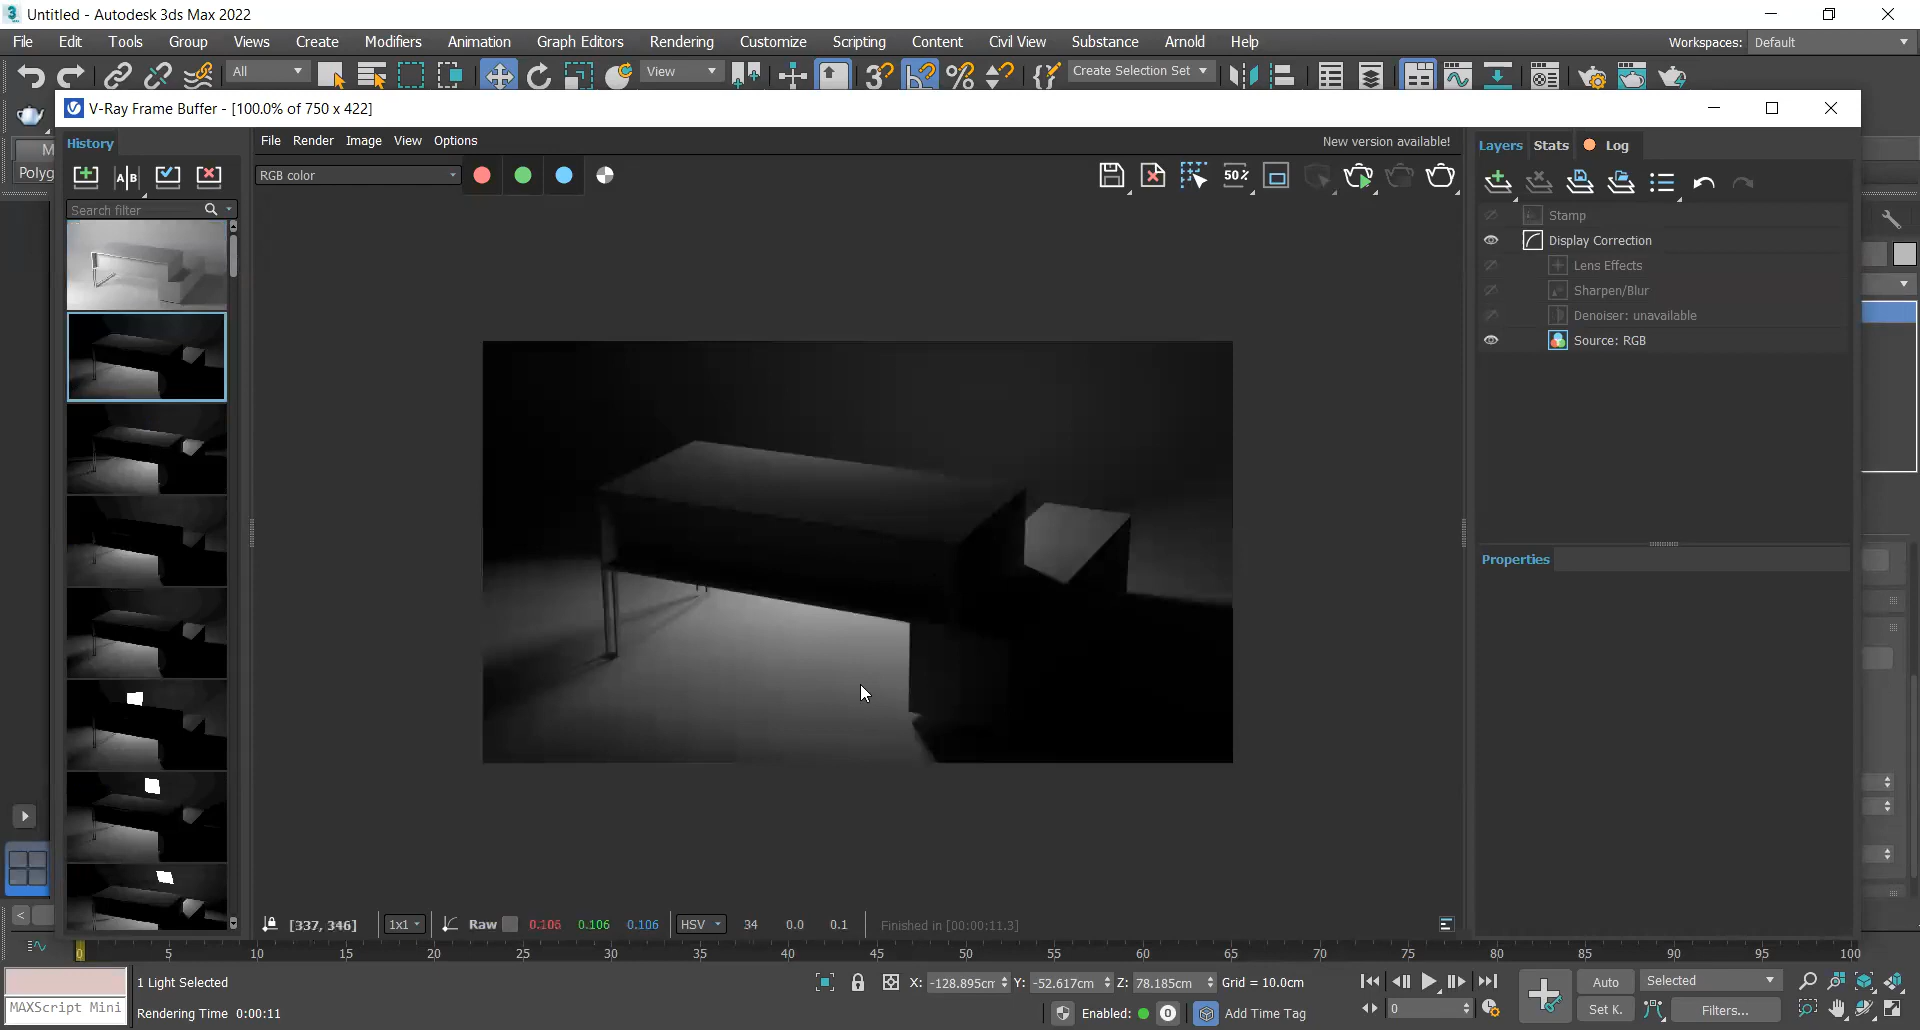 Untitled - Autodesk 3ds Max 2022
File Edit Tools Group Views Create Modifiers Animation Graph Editors Rendering Customize Scripting Content Civil View Substance Arnold Help Workspaces: Default
All View Create Selection Set
V-Ray Frame Buffer - [100.0% of 750 x 422]
History File Render Image View Options New version available! Layers Stats Log
Polyg
RGB color 50%
A B
Search filter
Stamp
Display Correction
Lens Effects
Sharpen/Blur
Denoiser: unavailable
Source: RGB
Properties
[337, 346] 1x1 Raw 0.106 0.106 0.106 HSV 34 0.0 0.1 Finished in [00:00:11.3]
0 5 10 15 20 25 30 35 40 45 50 55 60 65 70 75 80 85 90 95 100
1 Light Selected X: -128.895cm Y: -52.617cm Z: 78.185cm Grid = 10.0cm Auto Selected
MAXScript Mini Rendering Time 0:00:11 Enabled: 0 Add Time Tag 0 Set K. Filters...